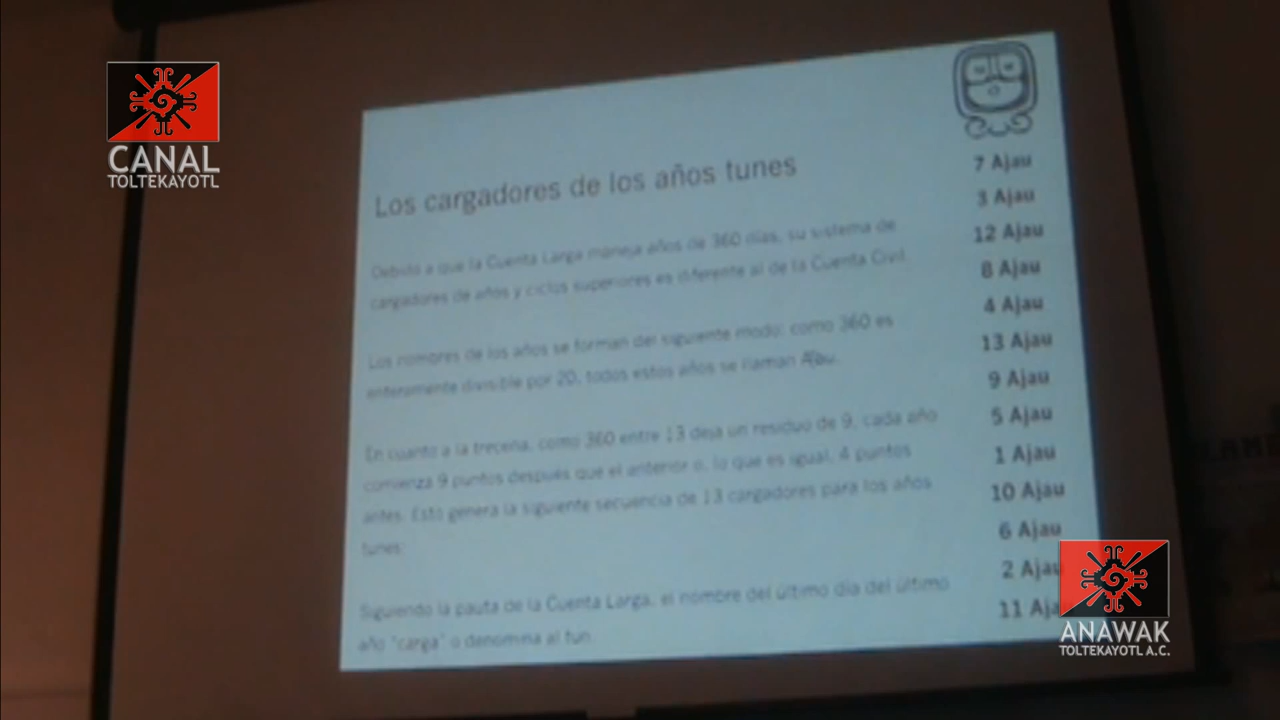 CANAL
TOLTEKAYOTL
Los cargadores de los años tunes
Debido a que la Cuenta Larga maneja años de 360 días, su sistema de
cargadores de años y ciclos superiores es diferente al de la Cuenta Civil.
Los nombres de los años se forman del siguiente modo: como 360 es
enteramente divisible por 20, todos estos años se llaman Ajau.
En cuanto a la trecena, como 360 entre 13 deja un residuo de 9, cada año
comienza 9 puntos después que el anterior o, lo que es igual, 4 puntos
antes. Esto genera la siguiente secuencia de 13 cargadores para los años
tunes:
Siguiendo la pauta de la Cuenta Larga, el nombre del último día del último
año "carga" o denomina al tun.
7 Ajau
3 Ajau
12 Ajau
8 Ajau
4 Ajau
13 Ajau
9 Ajau
5 Ajau
1 Ajau
10 Ajau
6 Ajau
2 Ajau
11 Aja
ANAWAK
TOLTEKAYOTL A.C.